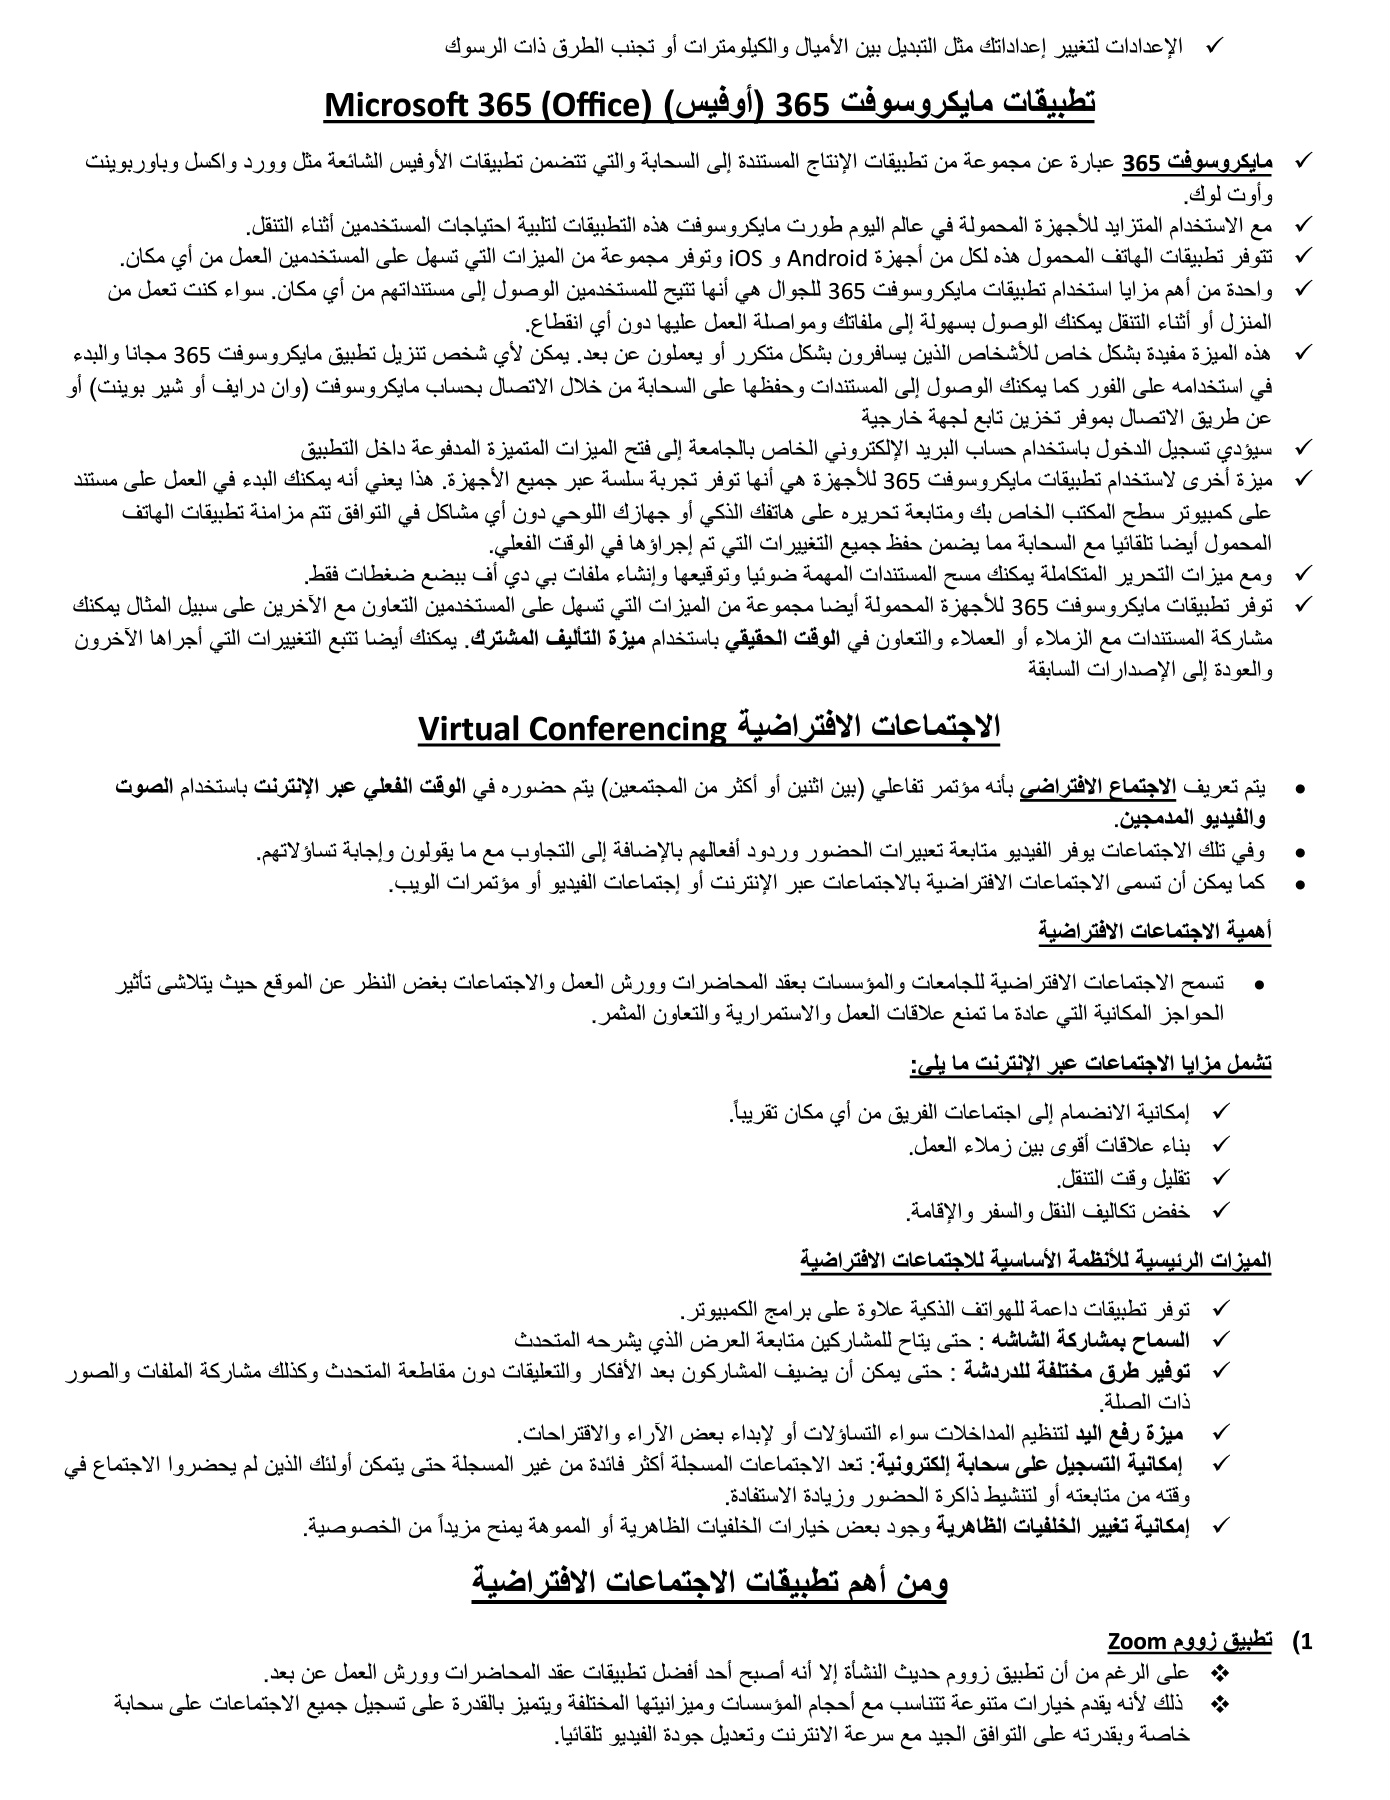 ✓ الإعدادات لتغيير إعداداتك مثل التبديل بين الأميال والكيلومترات أو تجنب الطرق ذات الرسوك
تطبيقات مايكروسوفت 365 (أوفيس) Microsoft 365 (Office)
✓ مايكروسوفت 365 عبارة عن مجموعة من تطبيقات الإنتاج المستندة إلى السحابة والتي تتضمن تطبيقات الأوفيس الشائعة مثل وورد واكسل وباوربوينت
وأوت لوك.
✓ مع الاستخدام المتزايد للأجهزة المحمولة في عالم اليوم طورت مايكروسوفت هذه التطبيقات لتلبية احتياجات المستخدمين أثناء التنقل.
✓ تتوفر تطبيقات الهاتف المحمول هذه لكل من أجهزة Android و iOS وتوفر مجموعة من الميزات التي تسهل على المستخدمين العمل من أي مكان.
✓ واحدة من أهم مزايا استخدام تطبيقات مايكروسوفت 365 للجوال هي أنها تتيح للمستخدمين الوصول إلى مستنداتهم من أي مكان. سواء كنت تعمل من
المنزل أو أثناء التنقل يمكنك الوصول بسهولة إلى ملفاتك ومواصلة العمل عليها دون أي انقطاع.
✓ هذه الميزة مفيدة بشكل خاص للأشخاص الذين يسافرون بشكل متكرر أو يعملون عن بعد. يمكن لأي شخص تنزيل تطبيق مايكروسوفت 365 مجانا والبدء
في استخدامه على الفور كما يمكنك الوصول إلى المستندات وحفظها على السحابة من خلال الاتصال بحساب مايكروسوفت (وان درايف أو شير بوينت) أو
عن طريق الاتصال بموفر تخزين تابع لجهة خارجية
✓ سيؤدي تسجيل الدخول باستخدام حساب البريد الإلكتروني الخاص بالجامعة إلى فتح الميزات المتميزة المدفوعة داخل التطبيق
✓ ميزة أخرى لاستخدام تطبيقات مايكروسوفت 365 للأجهزة هي أنها توفر تجربة سلسة عبر جميع الأجهزة. هذا يعني أنه يمكنك البدء في العمل على مستند
على كمبيوتر سطح المكتب الخاص بك ومتابعة تحريره على هاتفك الذكي أو جهازك اللوحي دون أي مشاكل في التوافق تتم مزامنة تطبيقات الهاتف
المحمول أيضا تلقائيا مع السحابة مما يضمن حفظ جميع التغييرات التي تم إجراؤها في الوقت الفعلي.
✓ ومع ميزات التحرير المتكاملة يمكنك مسح المستندات المهمة ضوئيا وتوقيعها وإنشاء ملفات بي دي أف ببضع ضغطات فقط.
✓ توفر تطبيقات مايكروسوفت 365 للأجهزة المحمولة أيضا مجموعة من الميزات التي تسهل على المستخدمين التعاون مع الآخرين على سبيل المثال يمكنك
مشاركة المستندات مع الزملاء أو العملاء والتعاون في الوقت الحقيقي باستخدام ميزة التأليف المشترك. يمكنك أيضا تتبع التغييرات التي أجراها الآخرون
والعودة إلى الإصدارات السابقة
الاجتماعات الافتراضية Virtual Conferencing
• يتم تعريف الاجتماع الافتراضي بأنه مؤتمر تفاعلي (بين اثنين أو أكثر من المجتمعين) يتم حضوره في الوقت الفعلي عبر الإنترنت باستخدام الصوت
والفيديو المدمجين.
• وفي تلك الاجتماعات يوفر الفيديو متابعة تعبيرات الحضور وردود أفعالهم بالإضافة إلى التجاوب مع ما يقولون وإجابة تساؤلاتهم.
• كما يمكن أن تسمى الاجتماعات الافتراضية بالاجتماعات عبر الإنترنت أو إجتماعات الفيديو أو مؤتمرات الويب.
أهمية الاجتماعات الافتراضية
• تسمح الاجتماعات الافتراضية للجامعات والمؤسسات بعقد المحاضرات وورش العمل والاجتماعات بغض النظر عن الموقع حيث يتلاشى تأثير
الحواجز المكانية التي عادة ما تمنع علاقات العمل والاستمرارية والتعاون المثمر.
تشمل مزايا الاجتماعات عبر الإنترنت ما يلي:
✓ إمكانية الانضمام إلى اجتماعات الفريق من أي مكان تقريباً.
✓ بناء علاقات أقوى بين زملاء العمل.
✓ تقليل وقت التنقل.
✓ خفض تكاليف النقل والسفر والإقامة.
الميزات الرئيسية للأنظمة الأساسية للاجتماعات الافتراضية
✓ توفر تطبيقات داعمة للهواتف الذكية علاوة على برامج الكمبيوتر.
✓ السماح بمشاركة الشاشه : حتى يتاح للمشاركين متابعة العرض الذي يشرحه المتحدث
✓ توفير طرق مختلفة للدردشة : حتى يمكن أن يضيف المشاركون بعد الأفكار والتعليقات دون مقاطعة المتحدث وكذلك مشاركة الملفات والصور
ذات الصلة.
✓ ميزة رفع اليد لتنظيم المداخلات سواء التساؤلات أو لإبداء بعض الآراء والاقتراحات.
✓ إمكانية التسجيل على سحابة إلكترونية: تعد الاجتماعات المسجلة أكثر فائدة من غير المسجلة حتى يتمكن أولئك الذين لم يحضروا الاجتماع في
وقته من متابعته أو لتنشيط ذاكرة الحضور وزيادة الاستفادة.
✓ إمكانية تغيير الخلفيات الظاهرية وجود بعض خيارات الخلفيات الظاهرية أو المموهة يمنح مزيداً من الخصوصية.
ومن أهم تطبيقات الاجتماعات الافتراضية
1) تطبيق زووم Zoom
❖ على الرغم من أن تطبيق زووم حديث النشأة إلا أنه أصبح أحد أفضل تطبيقات عقد المحاضرات وورش العمل عن بعد.
❖ ذلك لأنه يقدم خيارات متنوعة تتناسب مع أحجام المؤسسات وميزانيتها المختلفة ويتميز بالقدرة على تسجيل جميع الاجتماعات على سحابة
خاصة وبقدرته على التوافق الجيد مع سرعة الانترنت وتعديل جودة الفيديو تلقائيا.